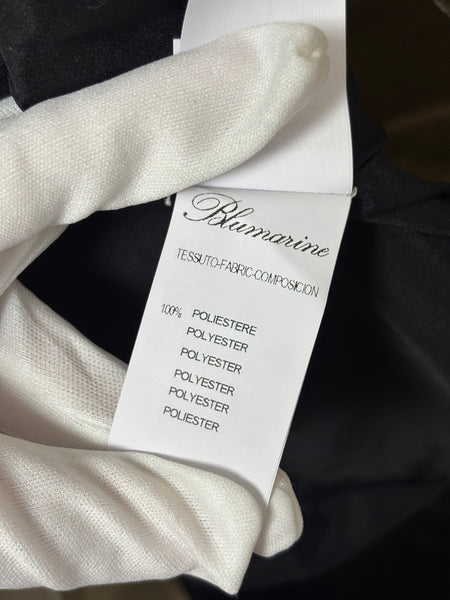 Blumarine
TESSUTO-FABRIC-COMPOSICION
100% POLIESTERE
POLYESTER
POLYESTER
POLYESTER
POLYESTER
POLIESTER